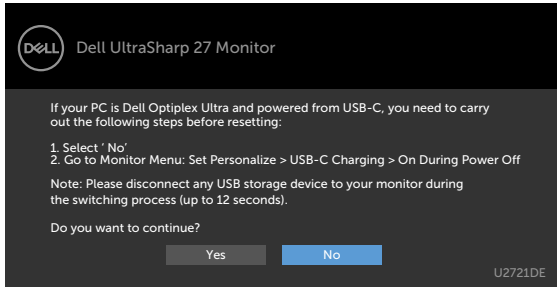 DELL
Dell UltraSharp 27 Monitor
If your PC is Dell Optiplex Ultra and powered from USB-C, you need to carry
out the following steps before resetting:
1. Select ‘ No’
2. Go to Monitor Menu: Set Personalize > USB-C Charging > On During Power Off
Note: Please disconnect any USB storage device to your monitor during
the switching process (up to 12 seconds).
Do you want to continue?
Yes No
U2721DE